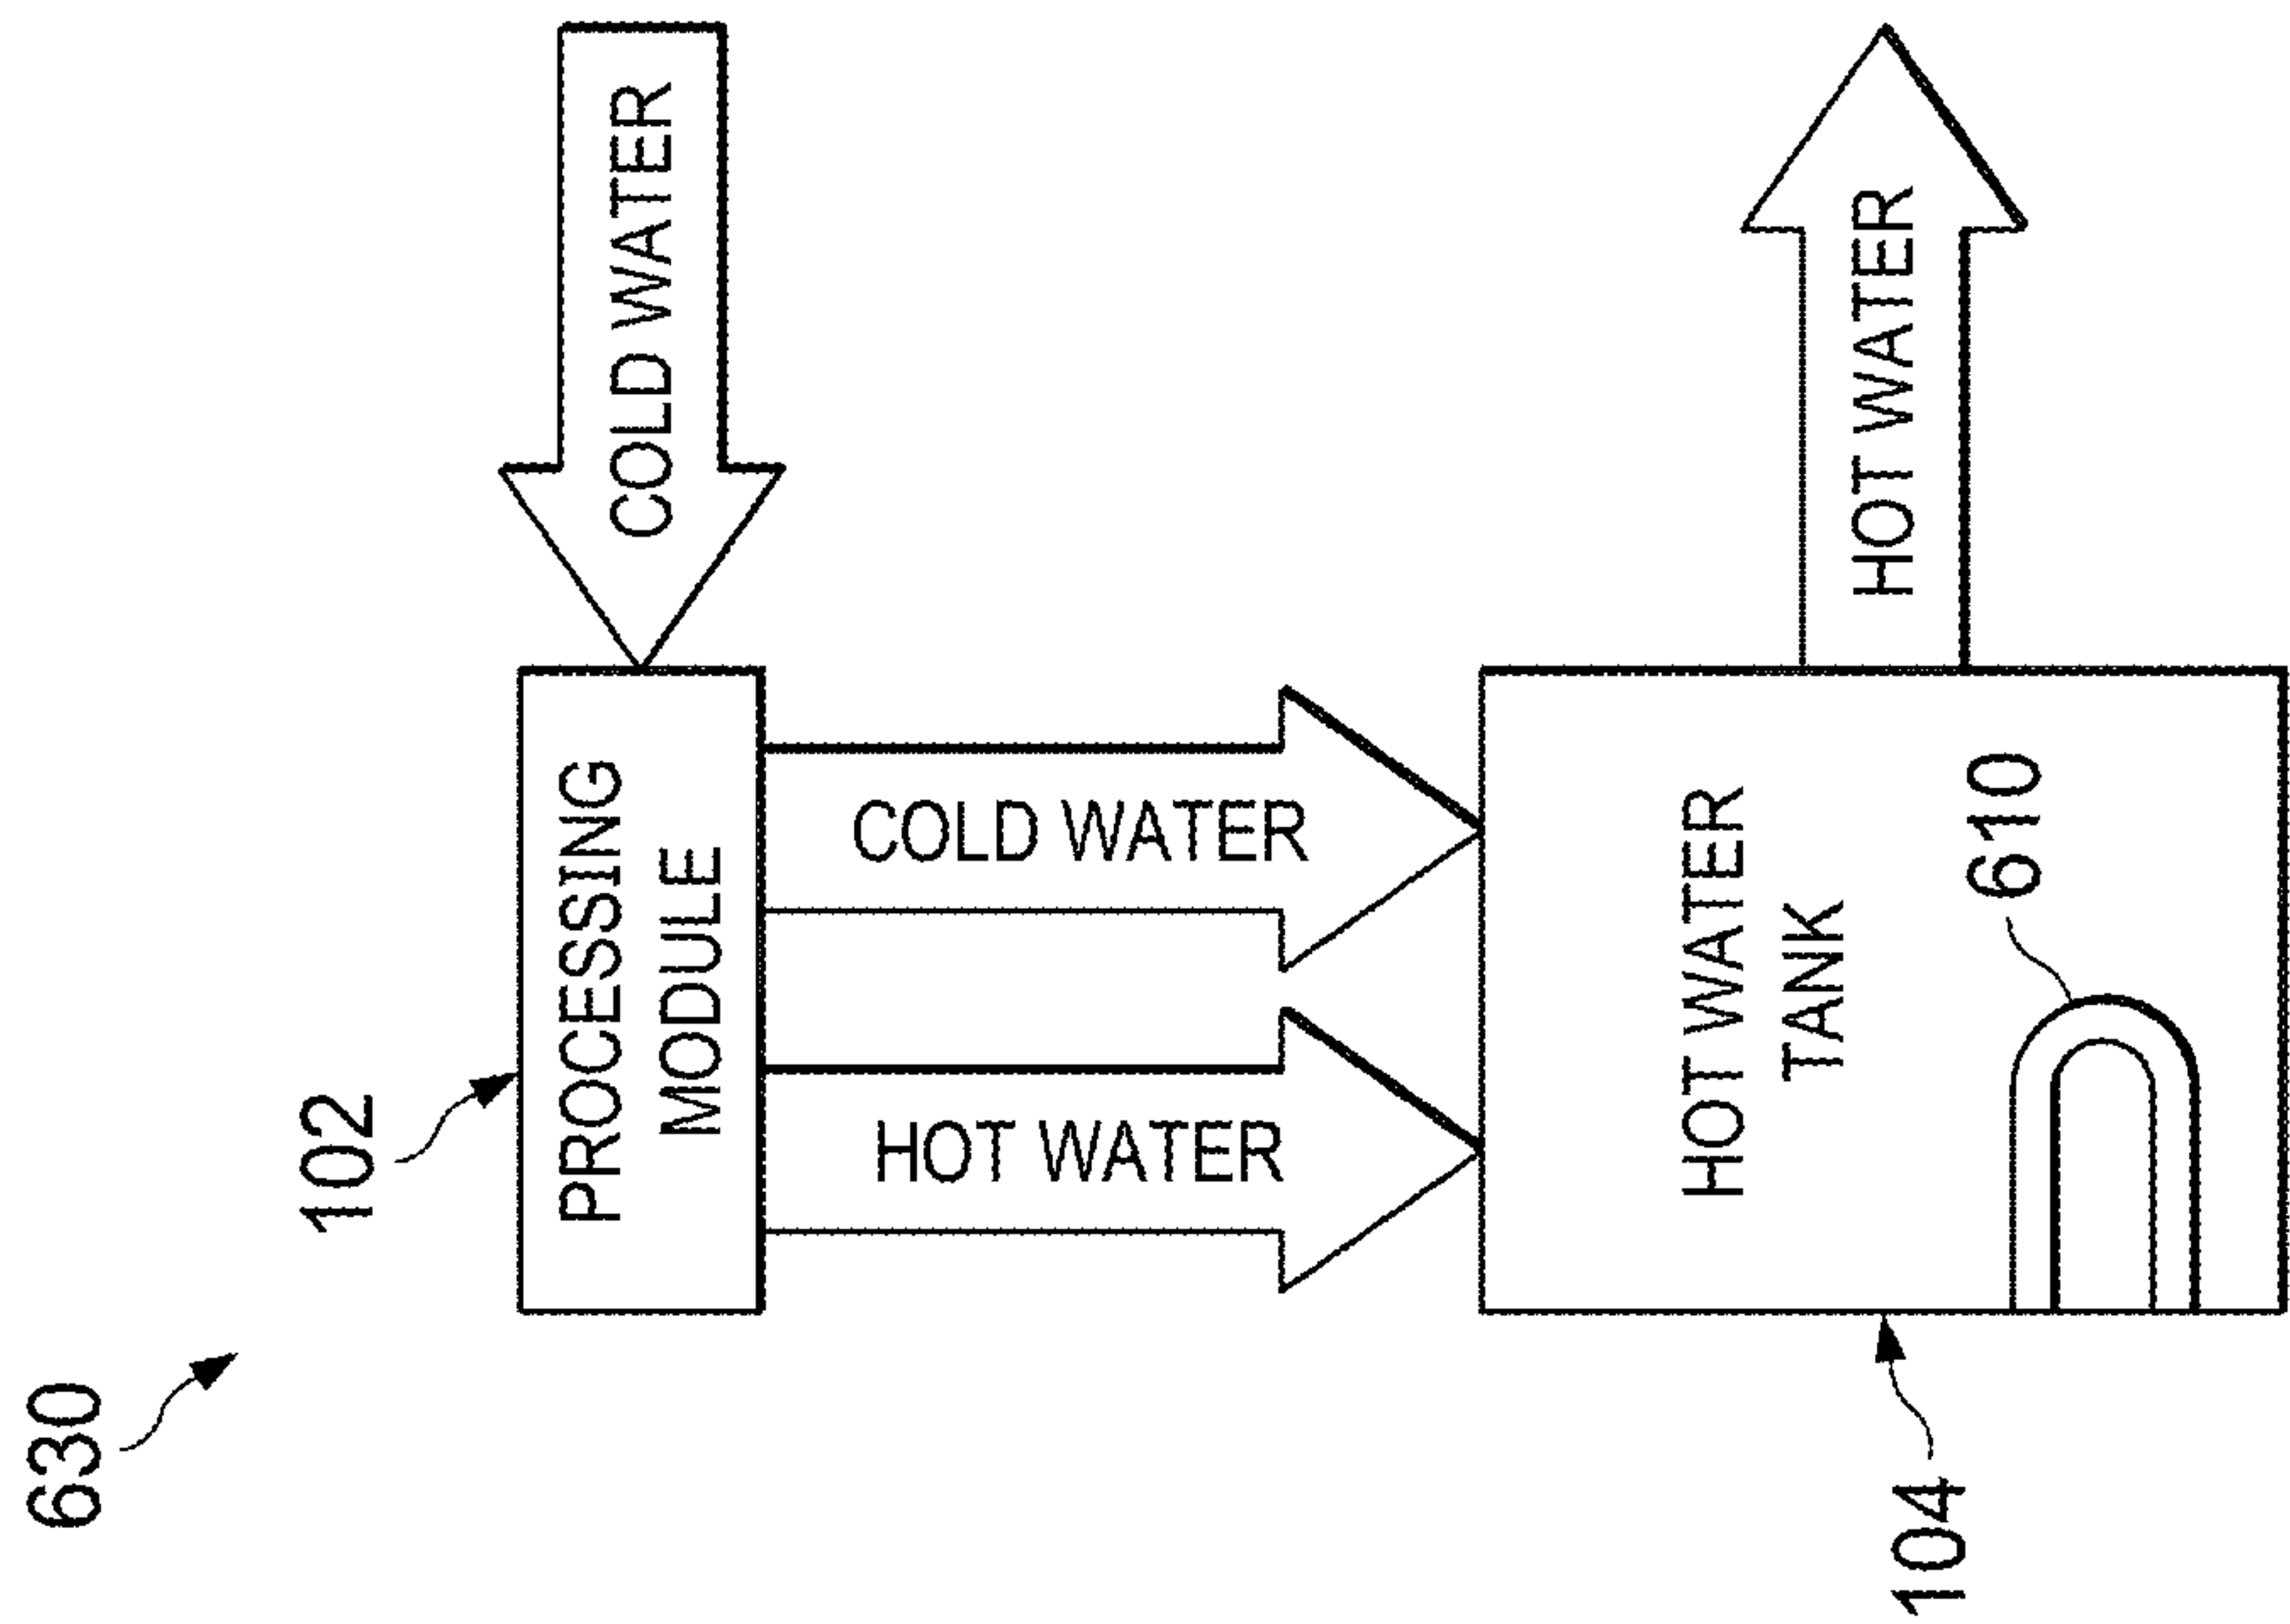 630
102
COLD WATER
PROCESSING
MODULE
COLD WATER
HOT WATER
HOT WATER
HOT WATER
TANK
610
104